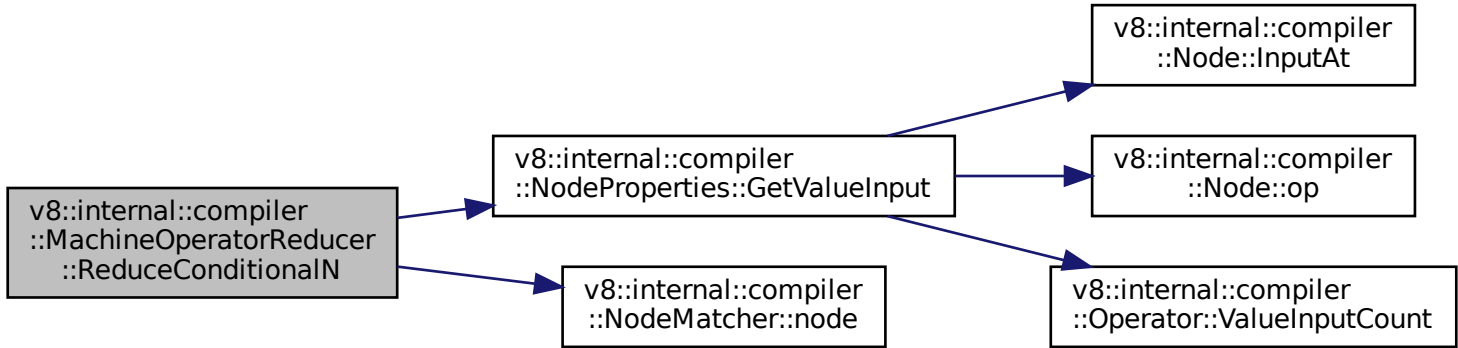 v8::internal::compiler
::MachineOperatorReducer
::ReduceConditionalN
v8::internal::compiler
::NodeProperties::GetValueInput
v8::internal::compiler
::NodeMatcher::node
v8::internal::compiler
::Node::InputAt
v8::internal::compiler
::Node::op
v8::internal::compiler
::Operator::ValueInputCount